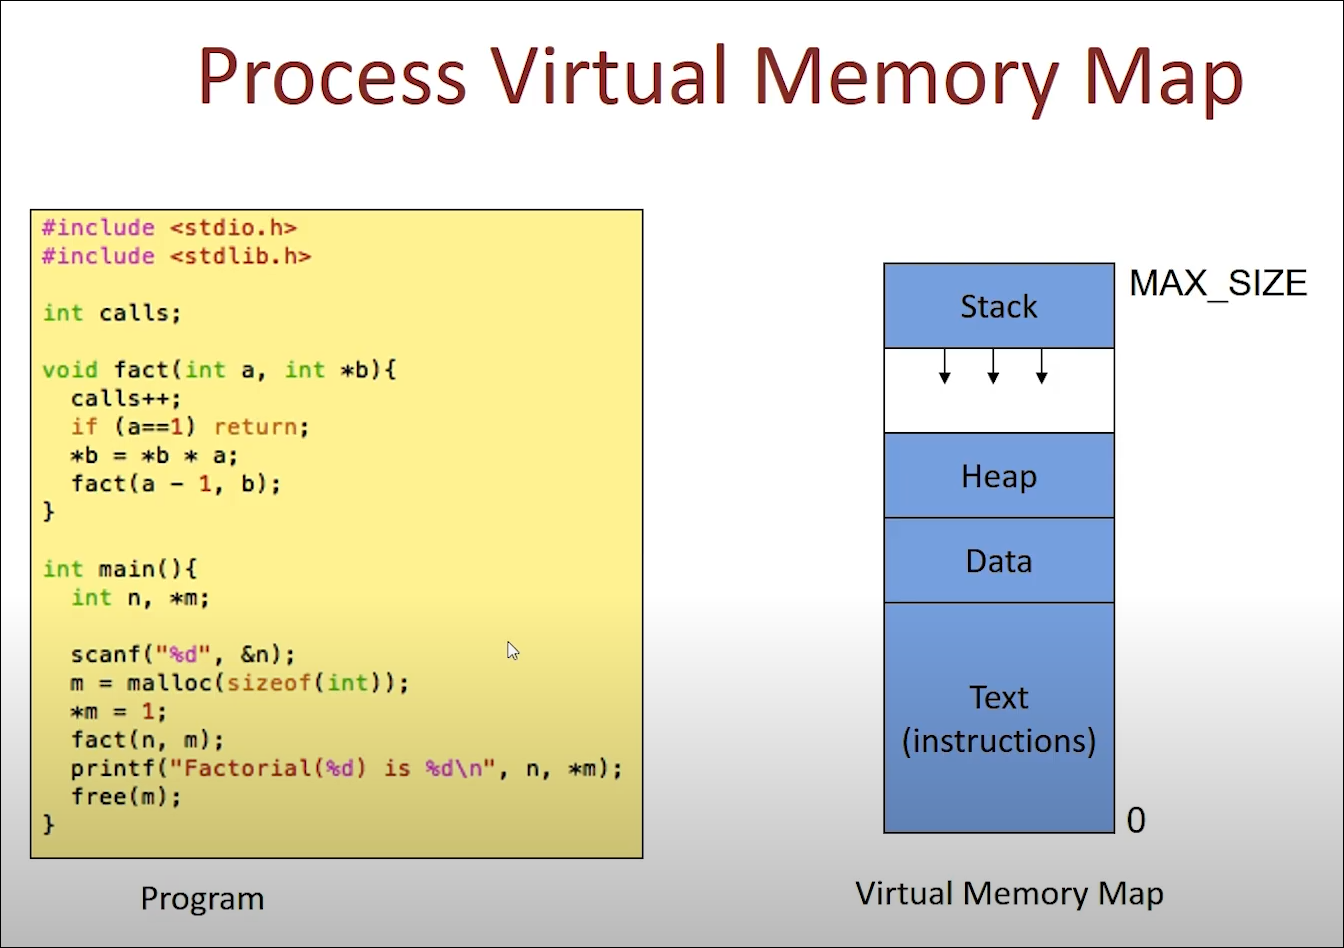 Process Virtual Memory Map
#include <stdio.h>
#include <stdlib.h>
int calls;
void fact(int a, int *b){
calls++;
if (a==1) return;
*b = *b * a;
fact(a - 1, b);
}
int main(){
int n, *m;
scanf("%d", &n);
m = malloc(sizeof(int));
*m = 1;
fact(n, m);
printf("Factorial(%d) is %d\n", n, *m);
free(m);
}
Program
Stack
MAX_SIZE
Heap
Data
Text
(instructions)
0
Virtual Memory Map